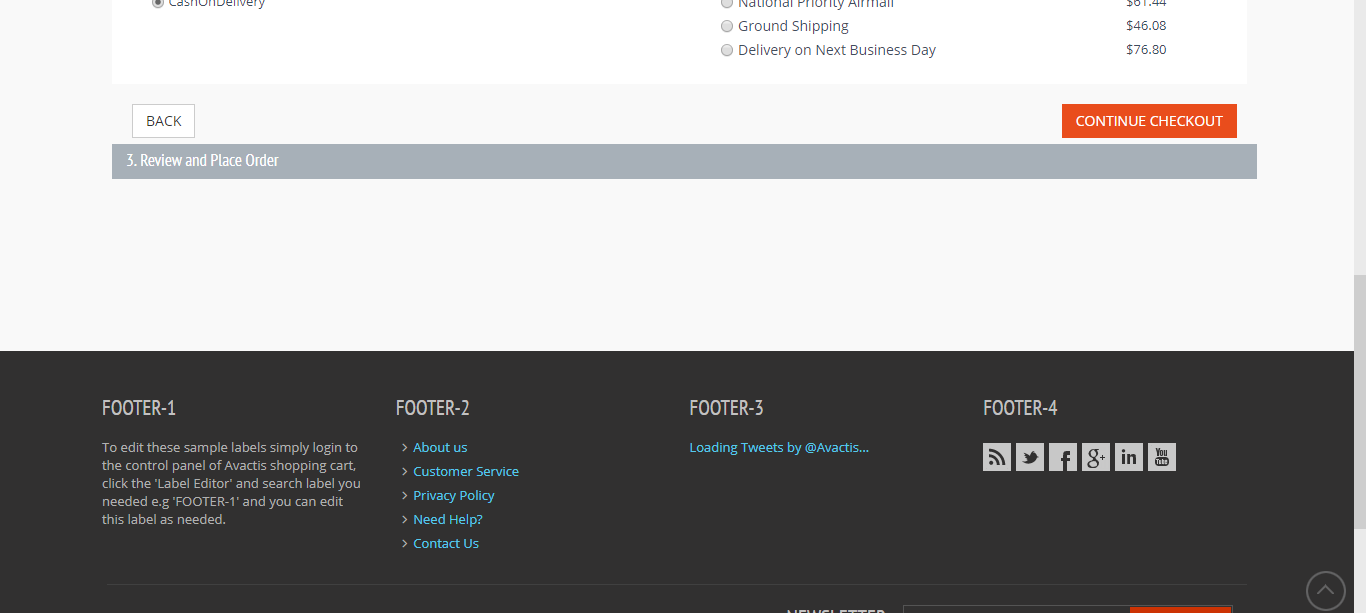 CashOnDelivery
National Priority Airmail $61.44
Ground Shipping $46.08
Delivery on Next Business Day $76.80
BACK
CONTINUE CHECKOUT
3. Review and Place Order
FOOTER-1
To edit these sample labels simply login to
the control panel of Avactis shopping cart,
click the 'Label Editor' and search label you
needed e.g 'FOOTER-1' and you can edit
this label as needed.
FOOTER-2
About us
Customer Service
Privacy Policy
Need Help?
Contact Us
FOOTER-3
Loading Tweets by @Avactis...
FOOTER-4
g+
in
You Tube
NEWSLETTER